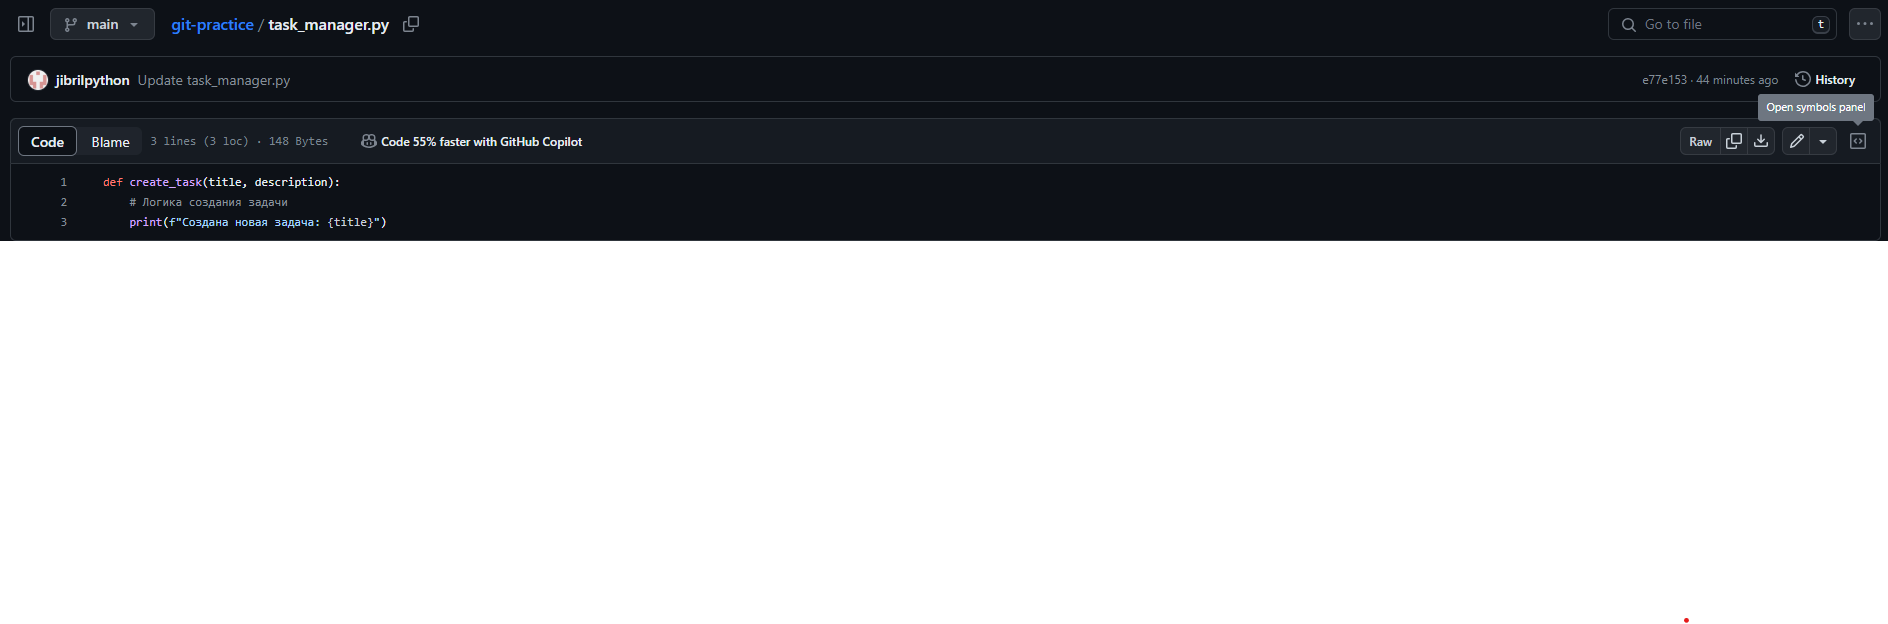 main git-practice / task_manager.py Go to file t
jibrilpython Update task_manager.py e77e153 · 44 minutes ago History
Open symbols panel
Code Blame 3 lines (3 loc) · 148 Bytes Code 55% faster with GitHub Copilot Raw
1 def create_task(title, description):
2 # Логика создания задачи
3 print(f"Создана новая задача: {title}")